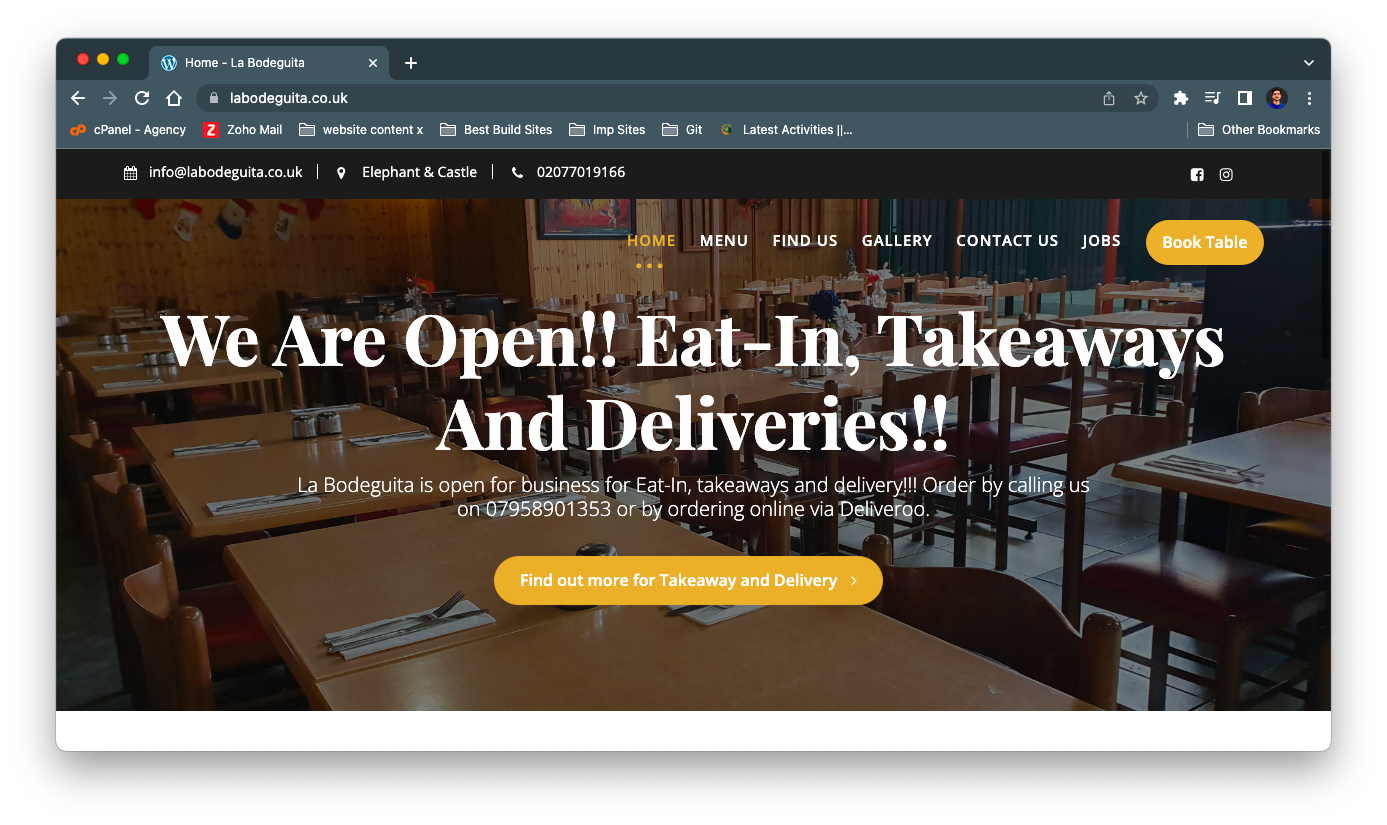 Home - La Bodeguita
labodeguita.co.uk
cPanel - Agency Zoho Mail website content x Best Build Sites Imp Sites Git Latest Activities ||... Other Bookmarks
info@labodeguita.co.uk Elephant & Castle 02077019166
HOME MENU FIND US GALLERY CONTACT US JOBS Book Table
We Are Open!! Eat-In, Takeaways
And Deliveries!!
La Bodeguita is open for business for Eat-In, takeaways and delivery!!! Order by calling us
on 07958901353 or by ordering online via Deliveroo.
Find out more for Takeaway and Delivery